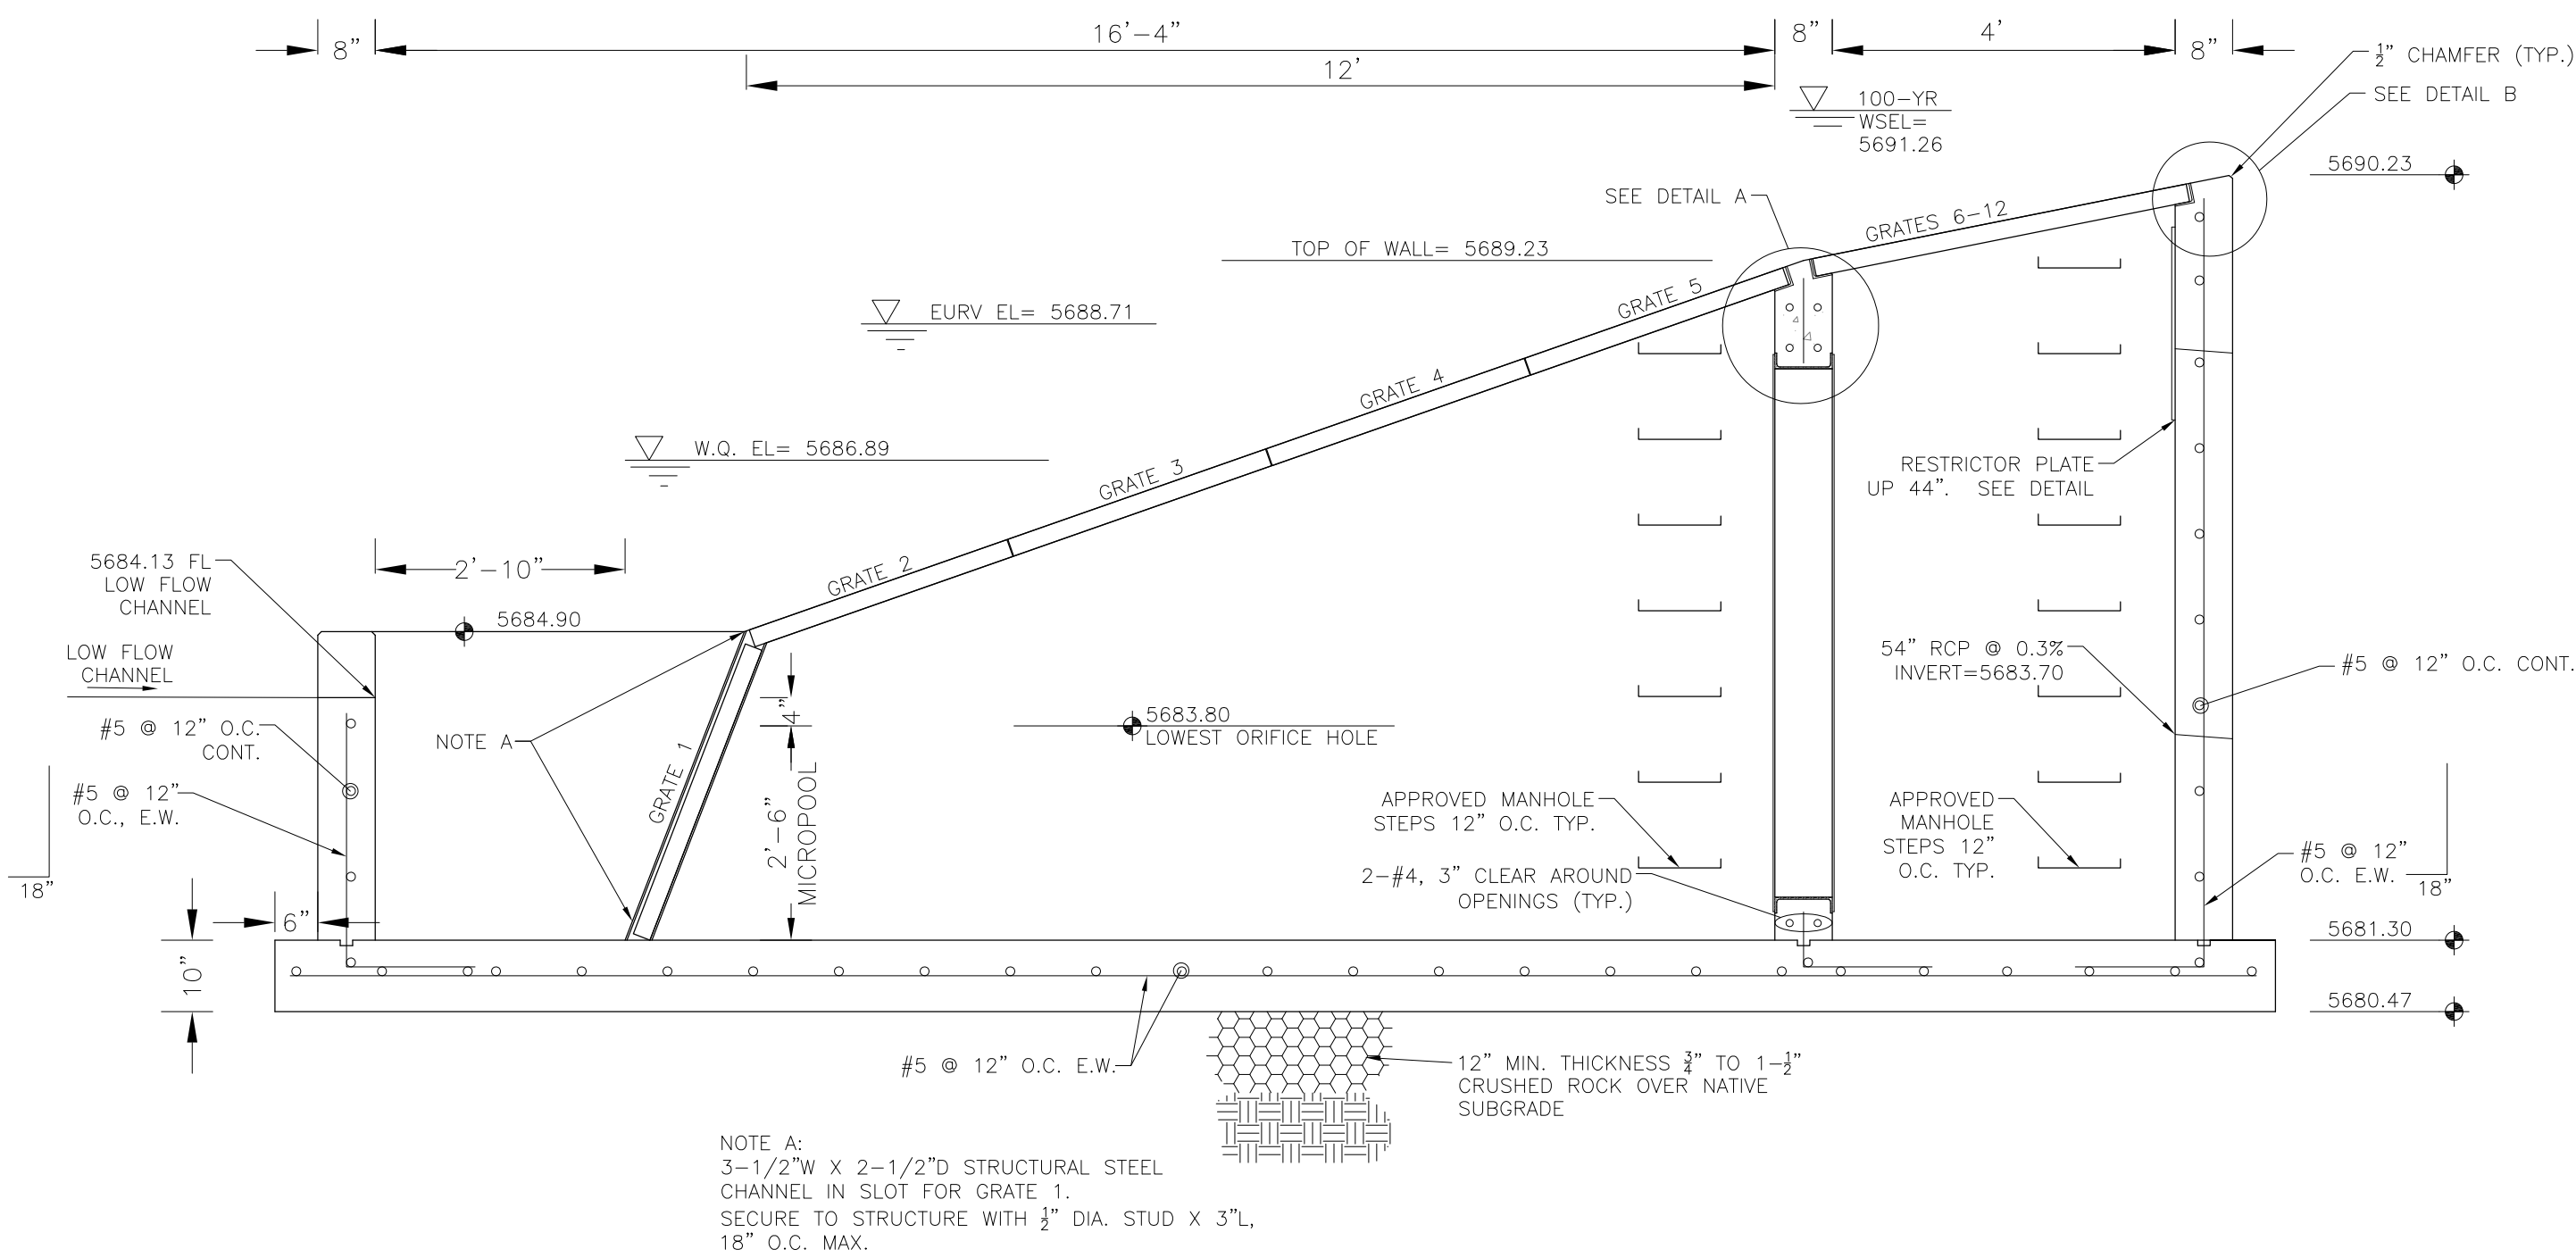 8"
16'-4"
8"
4'
8"
12'
½" CHAMFER (TYP.)
SEE DETAIL B
100-YR
WSEL=
5691.26
5690.23
SEE DETAIL A
GRATES 6-12
TOP OF WALL= 5689.23
EURV EL= 5688.71
GRATE 5
GRATE 4
W.Q. EL= 5686.89
GRATE 3
RESTRICTOR PLATE
UP 44".  SEE DETAIL
5684.13 FL
LOW FLOW
CHANNEL
2'-10"
GRATE 2
5684.90
LOW FLOW
CHANNEL
54" RCP @ 0.3%
INVERT=5683.70
#5 @ 12" O.C. CONT.
4"
5683.80
LOWEST ORIFICE HOLE
#5 @ 12" O.C.
CONT.
NOTE A
GRATE 1
2'-6"
MICROPOOL
#5 @ 12"
O.C., E.W.
APPROVED MANHOLE
STEPS 12" O.C. TYP.
APPROVED
MANHOLE
STEPS 12"
O.C. TYP.
#5 @ 12"
O.C. E.W.
18"
18"
2-#4, 3" CLEAR AROUND
OPENINGS (TYP.)
6"
5681.30
10"
5680.47
#5 @ 12" O.C. E.W.
12" MIN. THICKNESS ¾" TO 1-½"
CRUSHED ROCK OVER NATIVE
SUBGRADE
NOTE A:
3-1/2"W X 2-1/2"D STRUCTURAL STEEL
CHANNEL IN SLOT FOR GRATE 1.
SECURE TO STRUCTURE WITH ½" DIA. STUD X 3"L,
18" O.C. MAX.